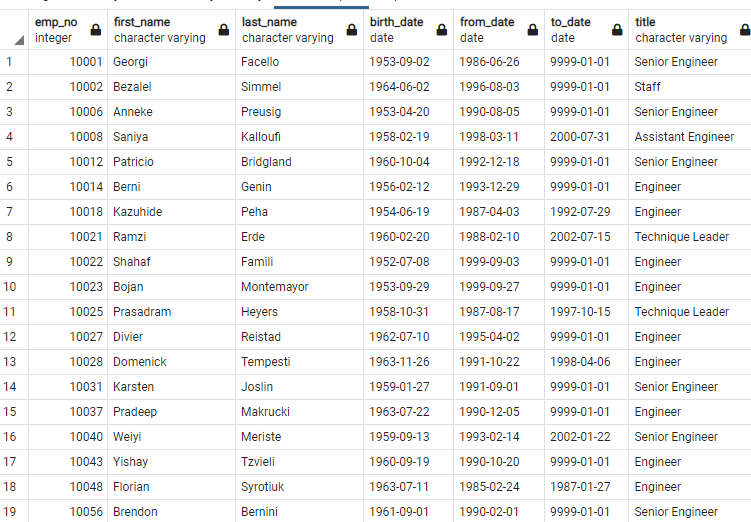 emp_no first_name last_name birth_date from_date to_date title
integer character varying character varying date date date character varying
1 10001 Georgi Facello 1953-09-02 1986-06-26 9999-01-01 Senior Engineer
2 10002 Bezalel Simmel 1964-06-02 1996-08-03 9999-01-01 Staff
3 10006 Anneke Preusig 1953-04-20 1990-08-05 9999-01-01 Senior Engineer
4 10008 Saniya Kalloufi 1958-02-19 1998-03-11 2000-07-31 Assistant Engineer
5 10012 Patricio Bridgland 1960-10-04 1992-12-18 9999-01-01 Senior Engineer
6 10014 Berni Genin 1956-02-12 1993-12-29 9999-01-01 Engineer
7 10018 Kazuhide Peha 1954-06-19 1987-04-03 1992-07-29 Engineer
8 10021 Ramzi Erde 1960-02-20 1988-02-10 2002-07-15 Technique Leader
9 10022 Shahaf Famili 1952-07-08 1999-09-03 9999-01-01 Engineer
10 10023 Bojan Montemayor 1953-09-29 1999-09-27 9999-01-01 Engineer
11 10025 Prasadram Heyers 1958-10-31 1987-08-17 1997-10-15 Technique Leader
12 10027 Divier Reistad 1962-07-10 1995-04-02 9999-01-01 Engineer
13 10028 Domenick Tempesti 1963-11-26 1991-10-22 1998-04-06 Engineer
14 10031 Karsten Joslin 1959-01-27 1991-09-01 9999-01-01 Senior Engineer
15 10037 Pradeep Makrucki 1963-07-22 1990-12-05 9999-01-01 Engineer
16 10040 Weiyi Meriste 1959-09-13 1993-02-14 2002-01-22 Senior Engineer
17 10043 Yishay Tzvieli 1960-09-19 1990-10-20 9999-01-01 Engineer
18 10048 Florian Syrotiuk 1963-07-11 1985-02-24 1987-01-27 Engineer
19 10056 Brendon Bernini 1961-09-01 1990-02-01 9999-01-01 Senior Engineer